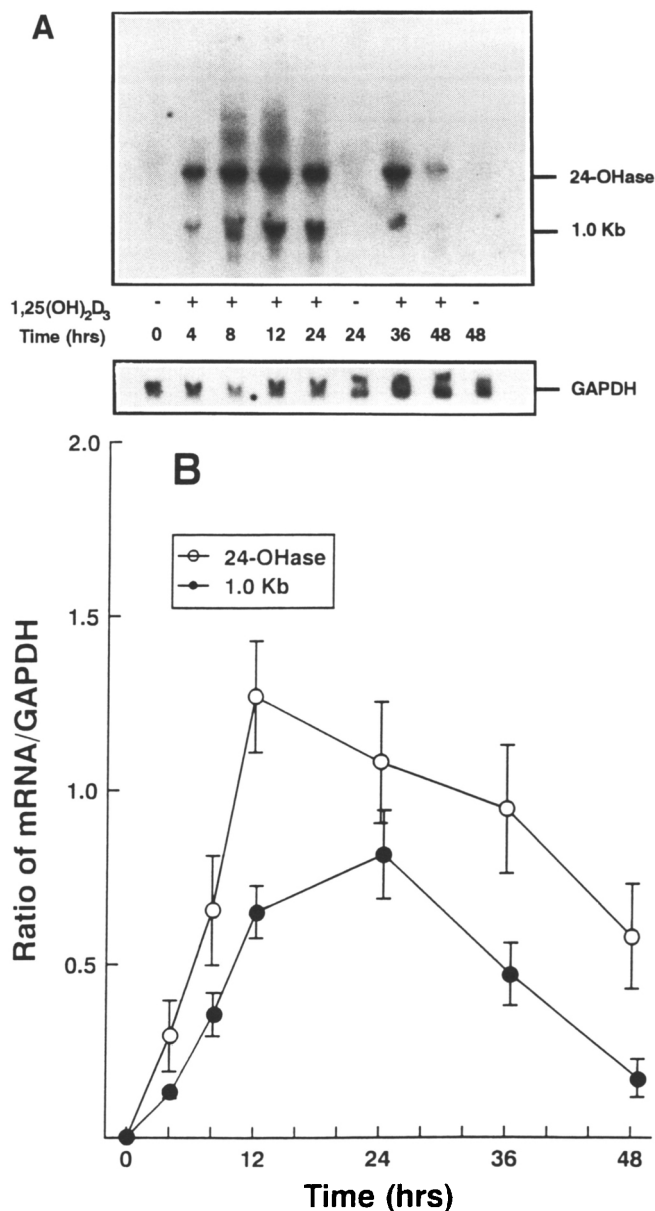 A
24-OHase
1.0 Kb
1,25(OH)₂D₃ - + + + + - + + -
Time (hrs) 0 4 8 12 24 24 36 48 48
GAPDH
2.0
B
24-OHase
1.0 Kb
1.5
1.0
0.5
Ratio of mRNA/GAPDH
0 12 24 36 48
Time (hrs)